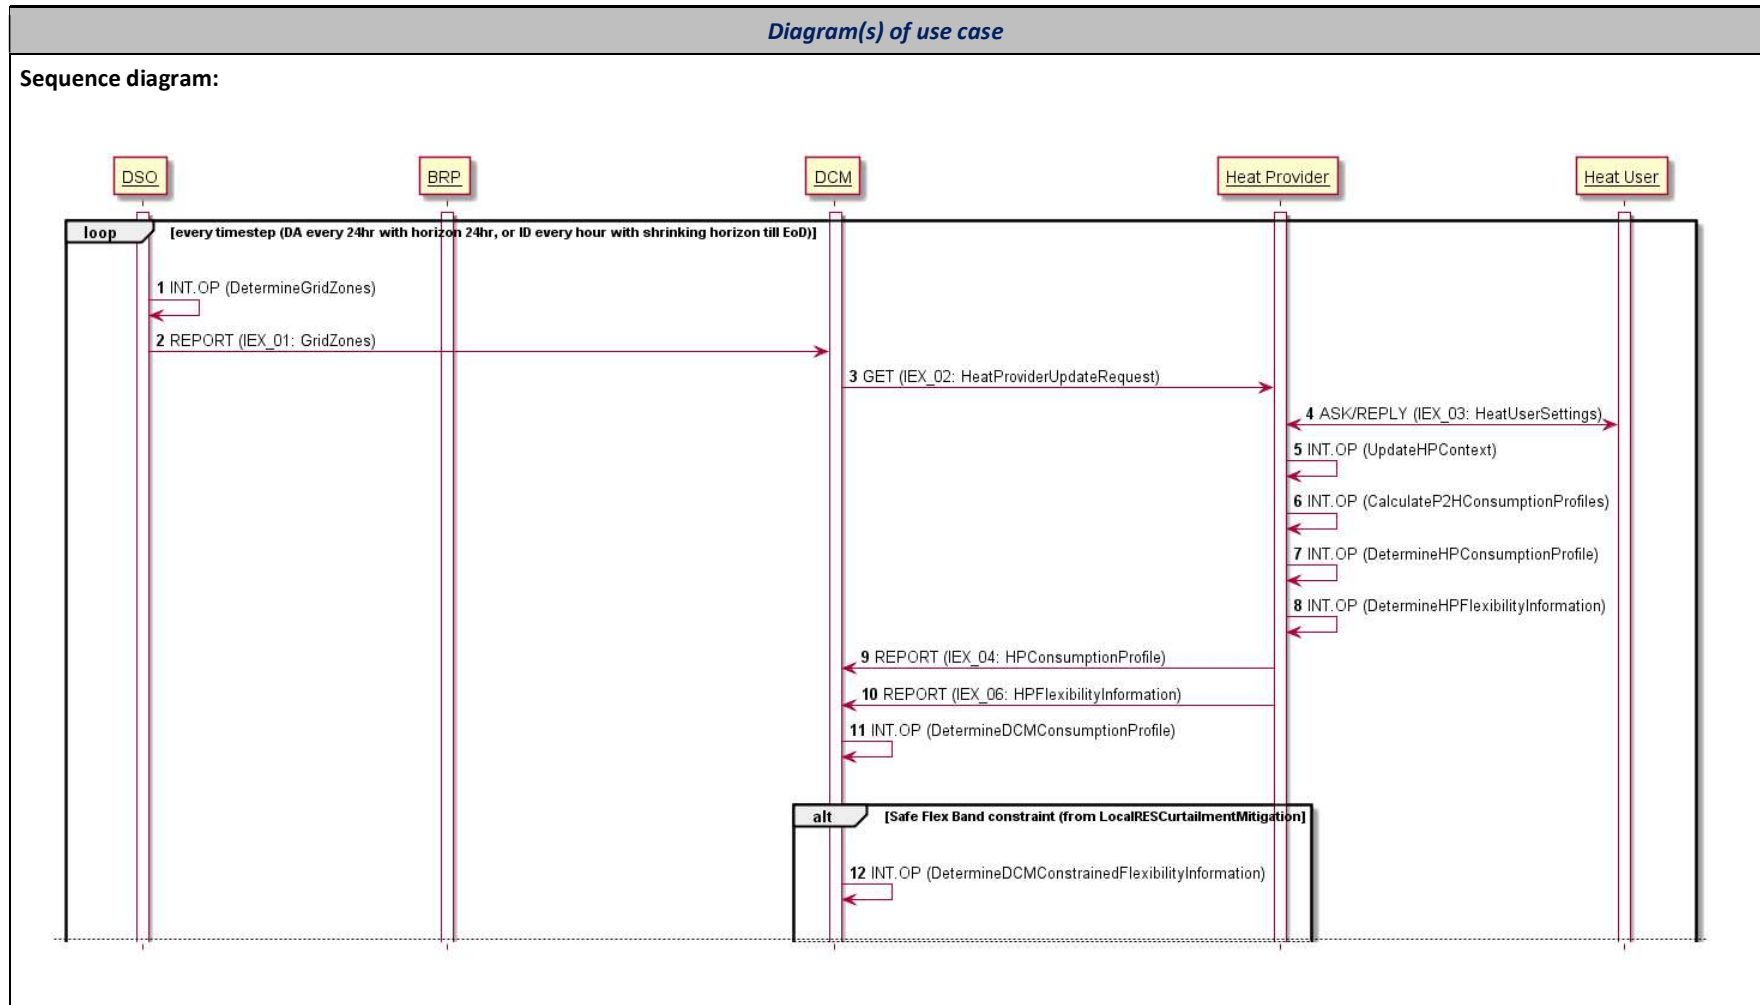 Diagram(s) of use case
Sequence diagram:
DSO
BRP
DCM
Heat Provider
Heat User
loop
[every timestep (DA every 24hr with horizon 24hr, or ID every hour with shrinking horizon till EoD)]
1 INT.OP (DetermineGridZones)
2 REPORT (IEX_01: GridZones)
3 GET (IEX_02: HeatProviderUpdateRequest)
4 ASK/REPLY (IEX_03: HeatUserSettings)
5 INT.OP (UpdateHPContext)
6 INT.OP (CalculateP2HConsumptionProfiles)
7 INT.OP (DetermineHPConsumptionProfile)
8 INT.OP (DetermineHPFlexibilityInformation)
9 REPORT (IEX_04: HPConsumptionProfile)
10 REPORT (IEX_06: HPFlexibilityInformation)
11 INT.OP (DetermineDCMConsumptionProfile)
alt
[Safe Flex Band constraint (from LocalRESCurtailmentMitigation]
12 INT.OP (DetermineDCMConstrainedFlexibilityInformation)